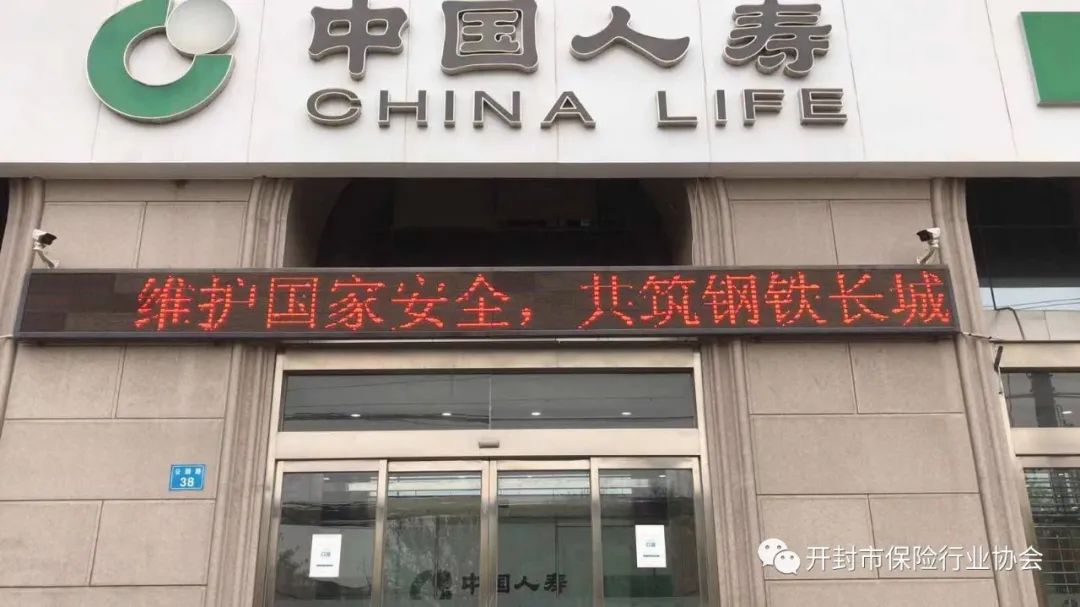 中国人寿
CHINA LIFE
维护国家安全，共筑钢铁长城
38
中国人寿
开封市保险行业协会